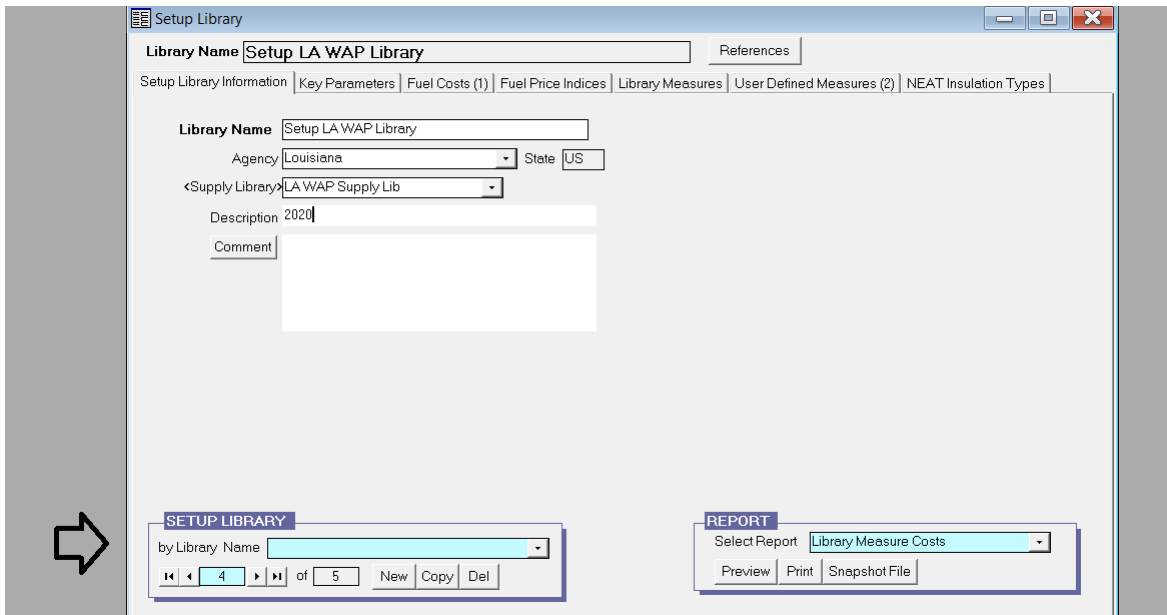 Setup Library
Library Name Setup LA WAP Library References
Setup Library Information Key Parameters Fuel Costs (1) Fuel Price Indices Library Measures User Defined Measures (2) NEAT Insulation Types
Library Name Setup LA WAP Library
Agency Louisiana State US
<Supply Library> LA WAP Supply Lib
Description 2020
Comment
SETUP LIBRARY
by Library Name
4 of 5 New Copy Del
REPORT
Select Report Library Measure Costs
Preview Print Snapshot File